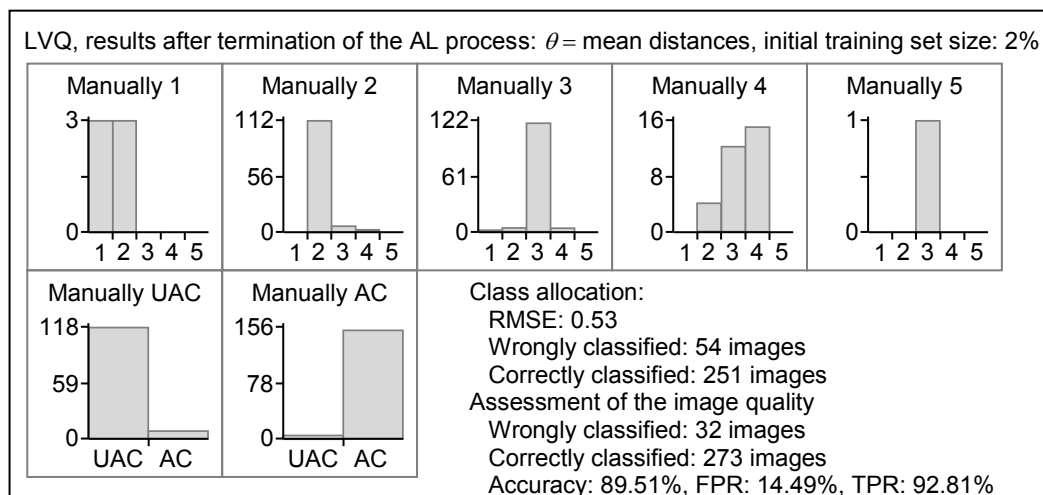 LVQ, results after termination of the AL process: θ = mean distances, initial training set size: 2%
Manually 1
3
0
1 2 3 4 5
Manually 2
112
56
0
1 2 3 4 5
Manually 3
122
61
0
1 2 3 4 5
Manually 4
16
8
0
1 2 3 4 5
Manually 5
1
0
1 2 3 4 5
Manually UAC
118
59
0
UAC AC
Manually AC
156
78
0
UAC AC
Class allocation:
RMSE: 0.53
Wrongly classified: 54 images
Correctly classified: 251 images
Assessment of the image quality
Wrongly classified: 32 images
Correctly classified: 273 images
Accuracy: 89.51%, FPR: 14.49%, TPR: 92.81%